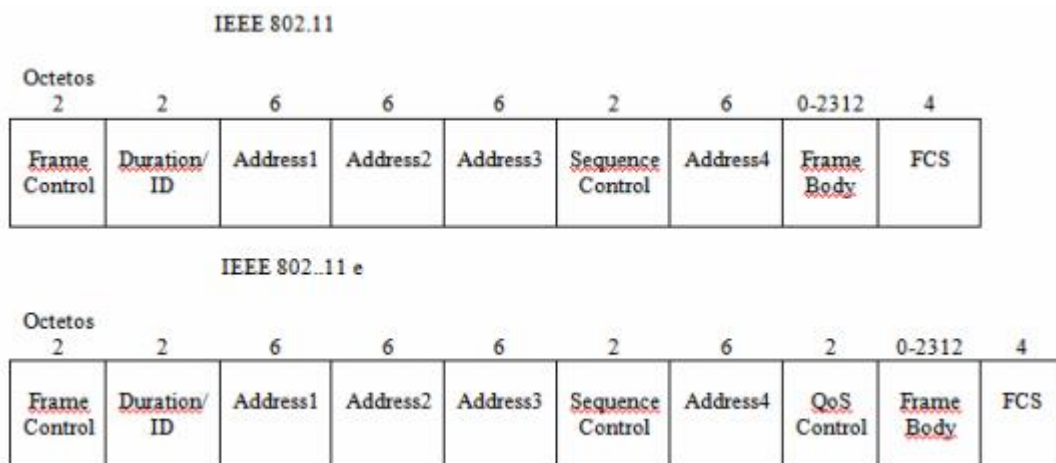 IEEE 802.11
Octetos
2 2 6 6 6 2 6 0-2312 4
Frame Control Duration/ ID Address1 Address2 Address3 Sequence Control Address4 Frame Body FCS
IEEE 802..11 e
Octetos
2 2 6 6 6 2 6 2 0-2312 4
Frame Control Duration/ ID Address1 Address2 Address3 Sequence Control Address4 QoS Control Frame Body FCS